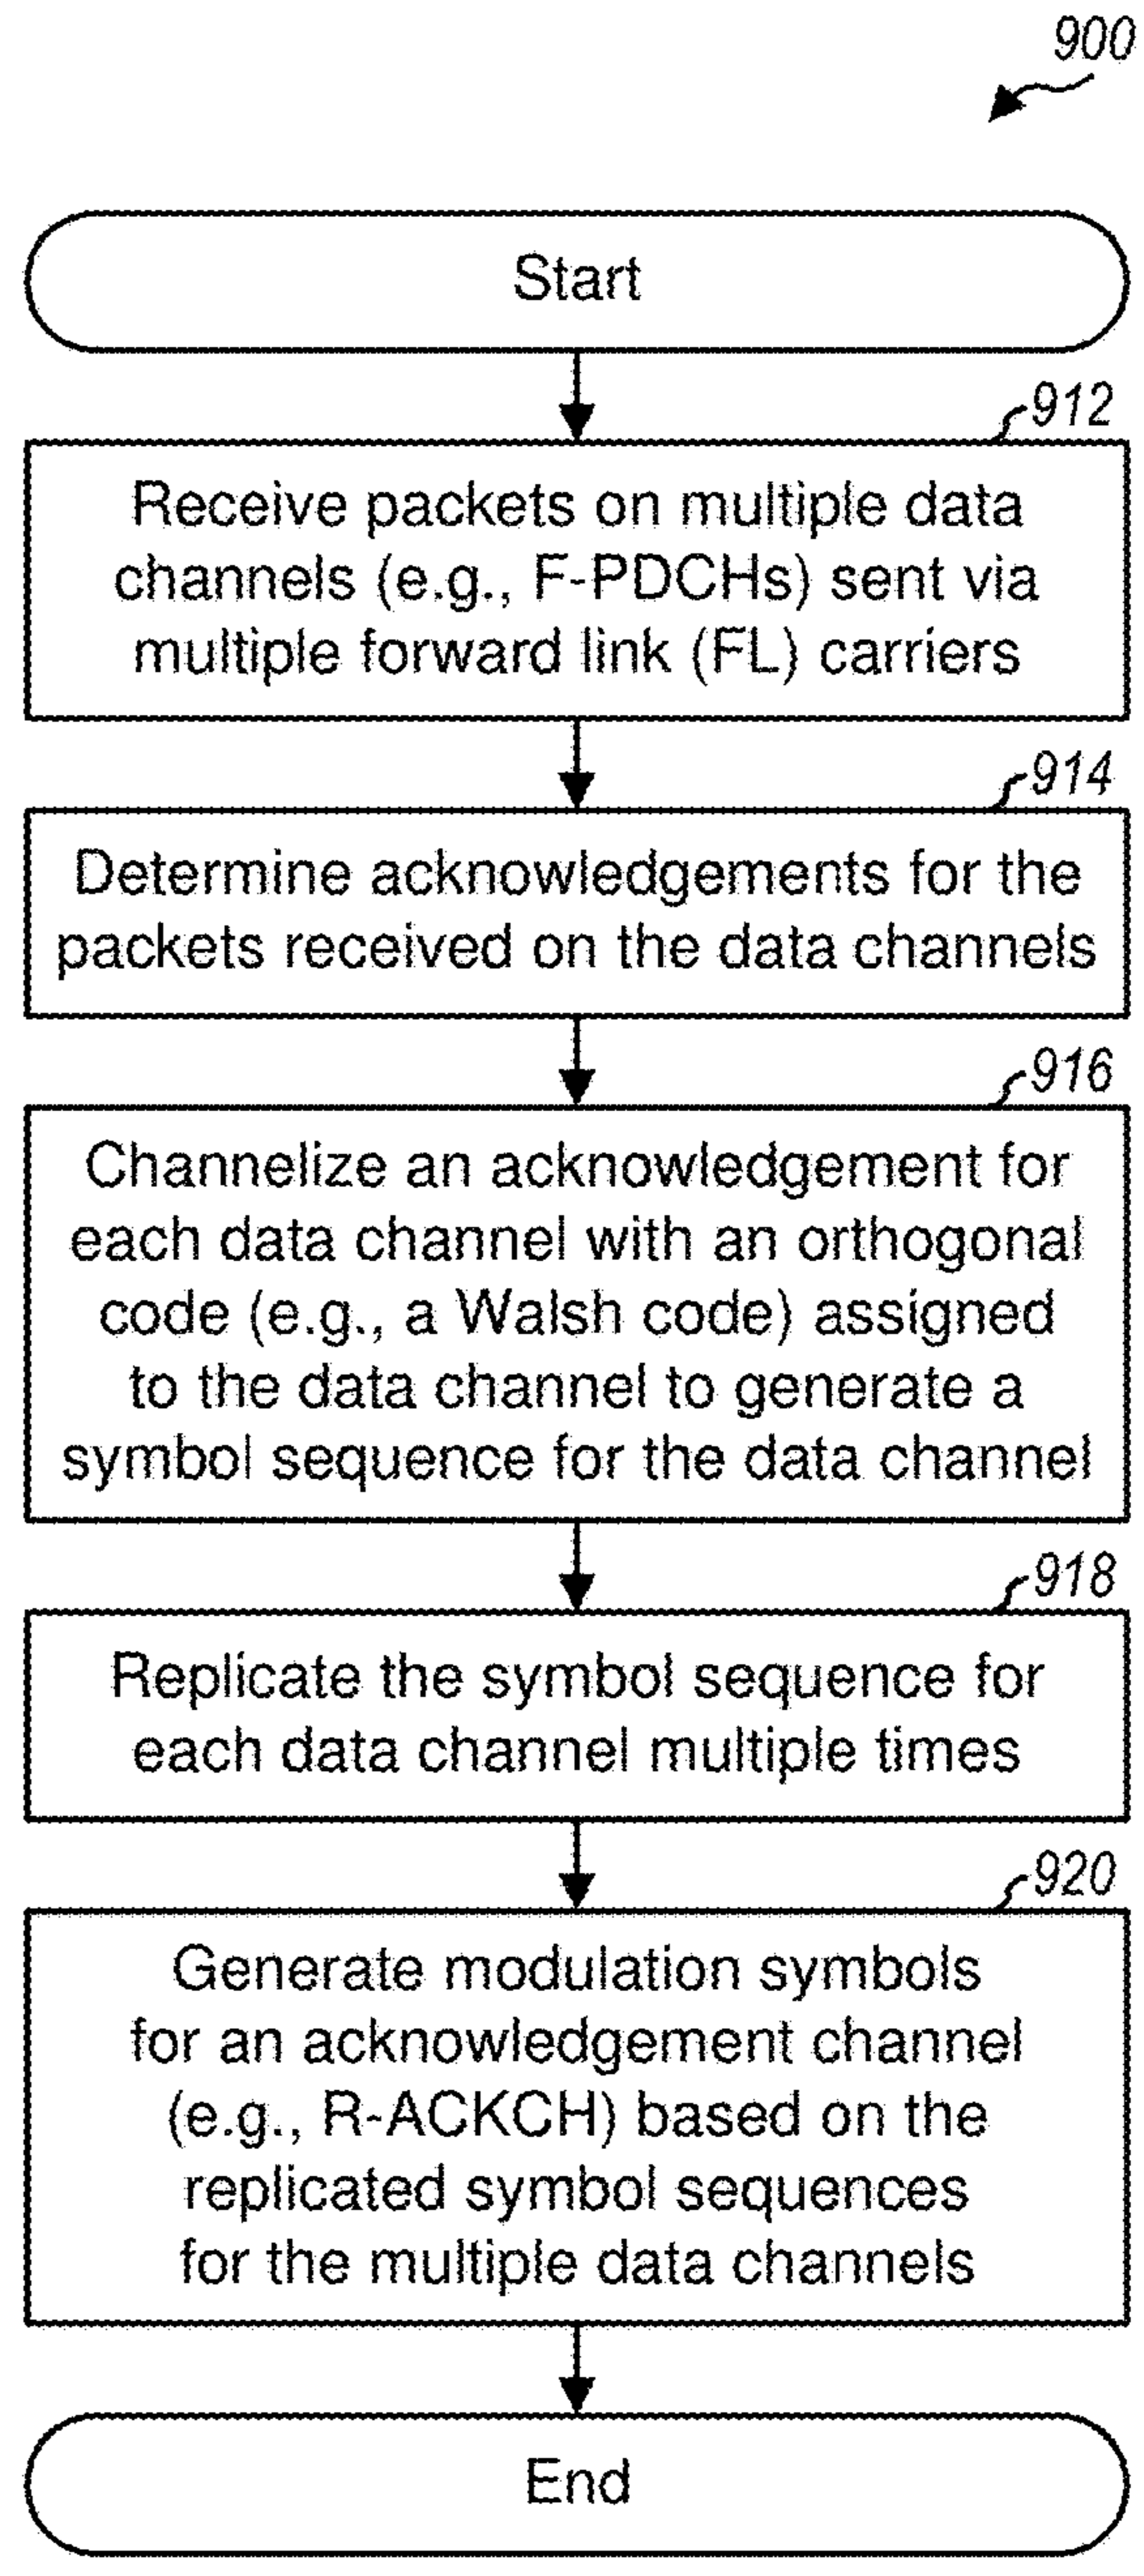 900
Start
912
Receive packets on multiple data
channels (e.g., F-PDCHs) sent via
multiple forward link (FL) carriers
914
Determine acknowledgements for the
packets received on the data channels
916
Channelize an acknowledgement for
each data channel with an orthogonal
code (e.g., a Walsh code) assigned
to the data channel to generate a
symbol sequence for the data channel
918
Replicate the symbol sequence for
each data channel multiple times
920
Generate modulation symbols
for an acknowledgement channel
(e.g., R-ACKCH) based on the
replicated symbol sequences
for the multiple data channels
End